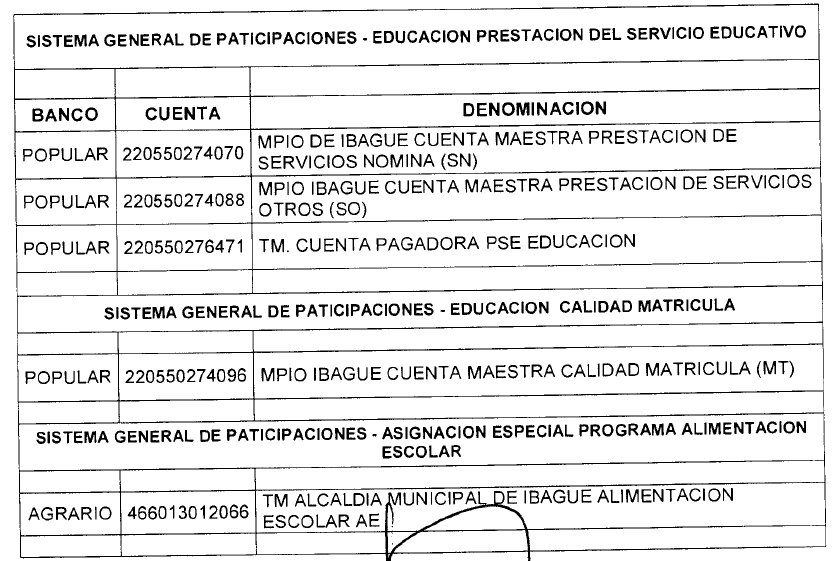 SISTEMA GENERAL DE PATICIPACIONES - EDUCACION PRESTACION DEL SERVICIO EDUCATIVO
BANCO CUENTA DENOMINACION
POPULAR 220550274070 MPIO DE IBAGUE CUENTA MAESTRA PRESTACION DE
SERVICIOS NOMINA (SN)
POPULAR 220550274088 MPIO IBAGUE CUENTA MAESTRA PRESTACION DE SERVICIOS
OTROS (SO)
POPULAR 220550276471 TM. CUENTA PAGADORA PSE EDUCACION
SISTEMA GENERAL DE PATICIPACIONES - EDUCACION CALIDAD MATRICULA
POPULAR 220550274096 MPIO IBAGUE CUENTA MAESTRA CALIDAD MATRICULA (MT)
SISTEMA GENERAL DE PATICIPACIONES - ASIGNACION ESPECIAL PROGRAMA ALIMENTACION
ESCOLAR
AGRARIO 466013012066 TM ALCALDIA MUNICIPAL DE IBAGUE ALIMENTACION
ESCOLAR AE